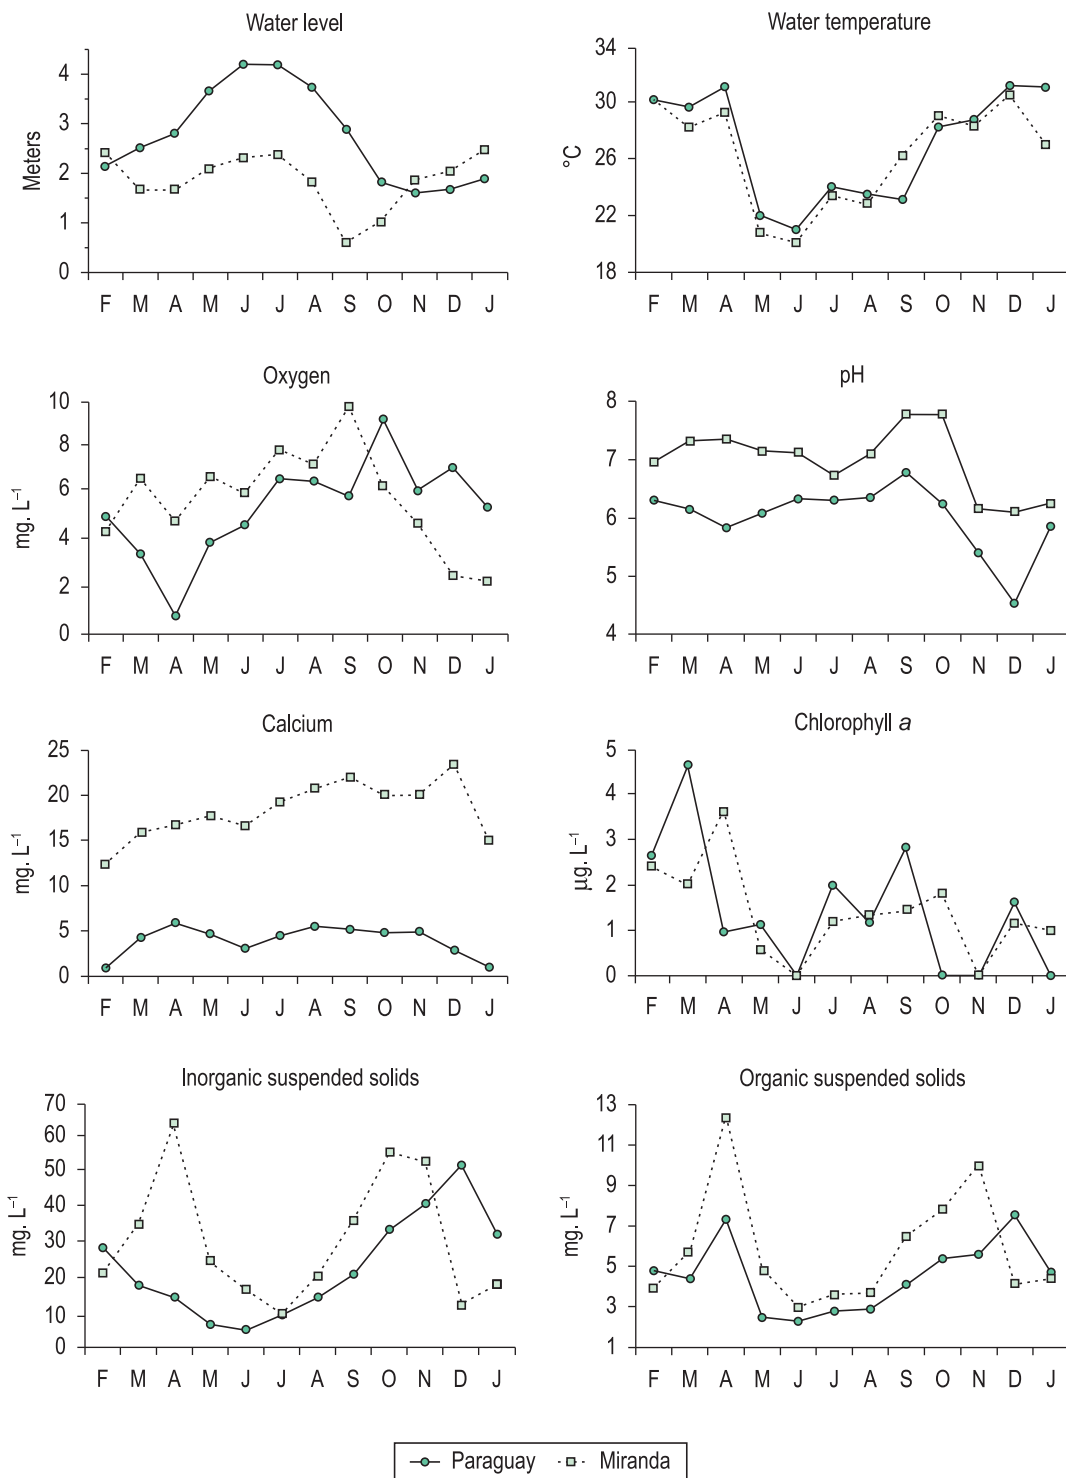 Water level
Meters
4
3
2
1
0
F M A M J J A S O N D J
Water temperature
°C
34
30
26
22
18
F M A M J J A S O N D J
Oxygen
mg. L⁻¹
10
8
6
4
2
0
F M A M J J A S O N D J
pH
8
7
6
5
4
F M A M J J A S O N D J
Calcium
mg. L⁻¹
25
20
15
10
5
0
F M A M J J A S O N D J
Chlorophyll a
µg. L⁻¹
5
4
3
2
1
0
F M A M J J A S O N D J
Inorganic suspended solids
mg. L⁻¹
70
60
50
40
30
20
10
0
F M A M J J A S O N D J
Organic suspended solids
mg. L⁻¹
13
11
9
7
5
3
1
F M A M J J A S O N D J
Paraguay Miranda